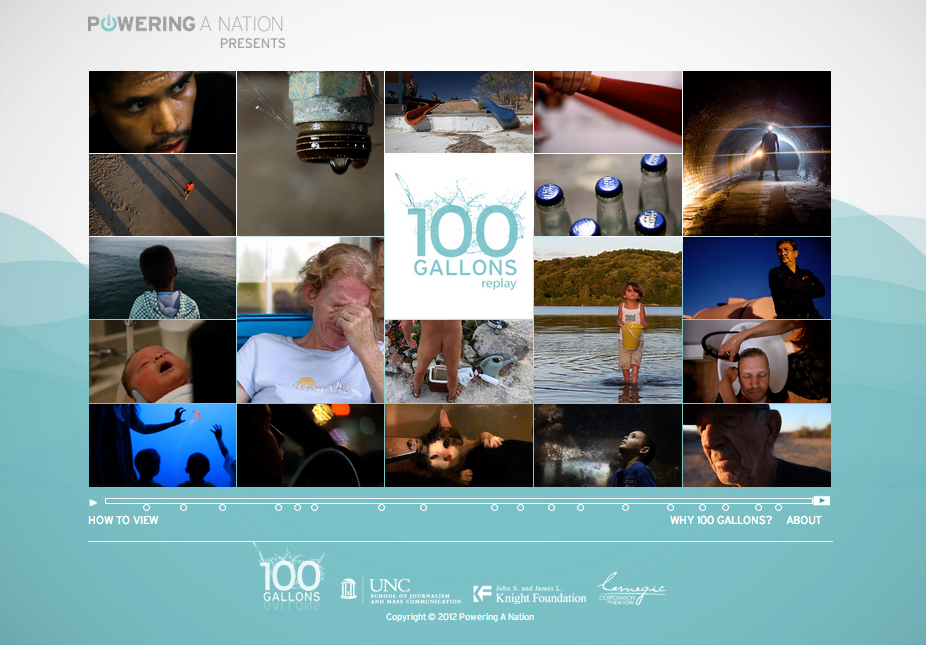 POWERING A NATION
PRESENTS
100
GALLONS
replay
HOW TO VIEW
WHY 100 GALLONS?
ABOUT
100
GALLONS
UNC
SCHOOL OF JOURNALISM
AND MASS COMMUNICATION
John S. and James L.
Knight Foundation
Carnegie
CORPORATION
OF NEW YORK
Copyright © 2012 Powering A Nation